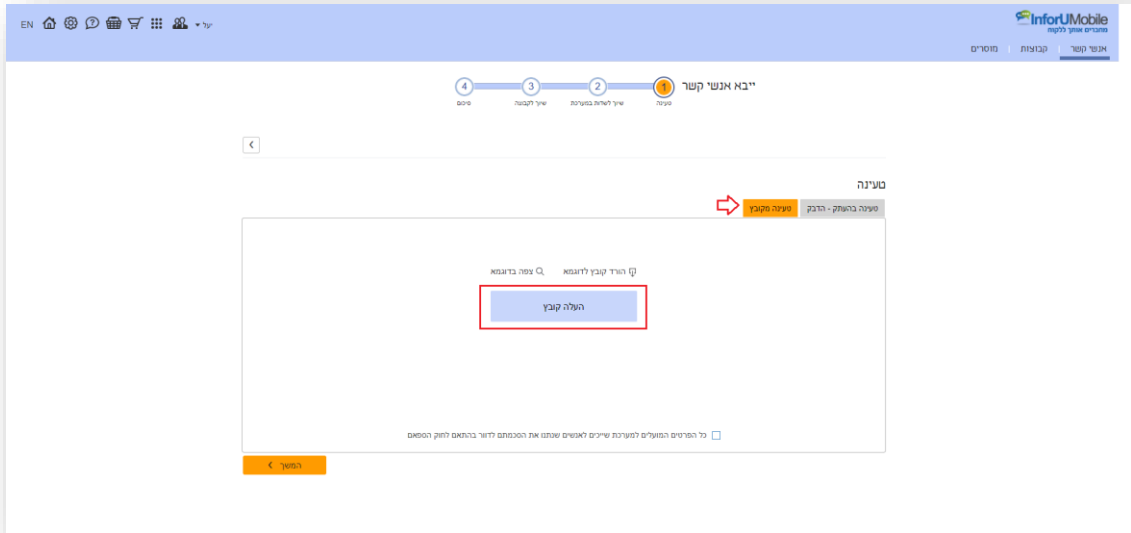 InforUMobile
מחברים אותך ללקוח
EN יעל
אנשי קשר | קבוצות | מוסרים
ייבא אנשי קשר 1 2 3 4
טעינה שיוך לשדות במערכת שיוך לקבוצה סיכום
טעינה
טעינה בהעתק - הדבק טעינה מקובץ
הורד קובץ לדוגמא צפה בדוגמא
העלה קובץ
כל הפרטים המועלים למערכת שייכים לאנשים שנתנו את הסכמתם לדוור בהתאם לחוק הספאם
המשך